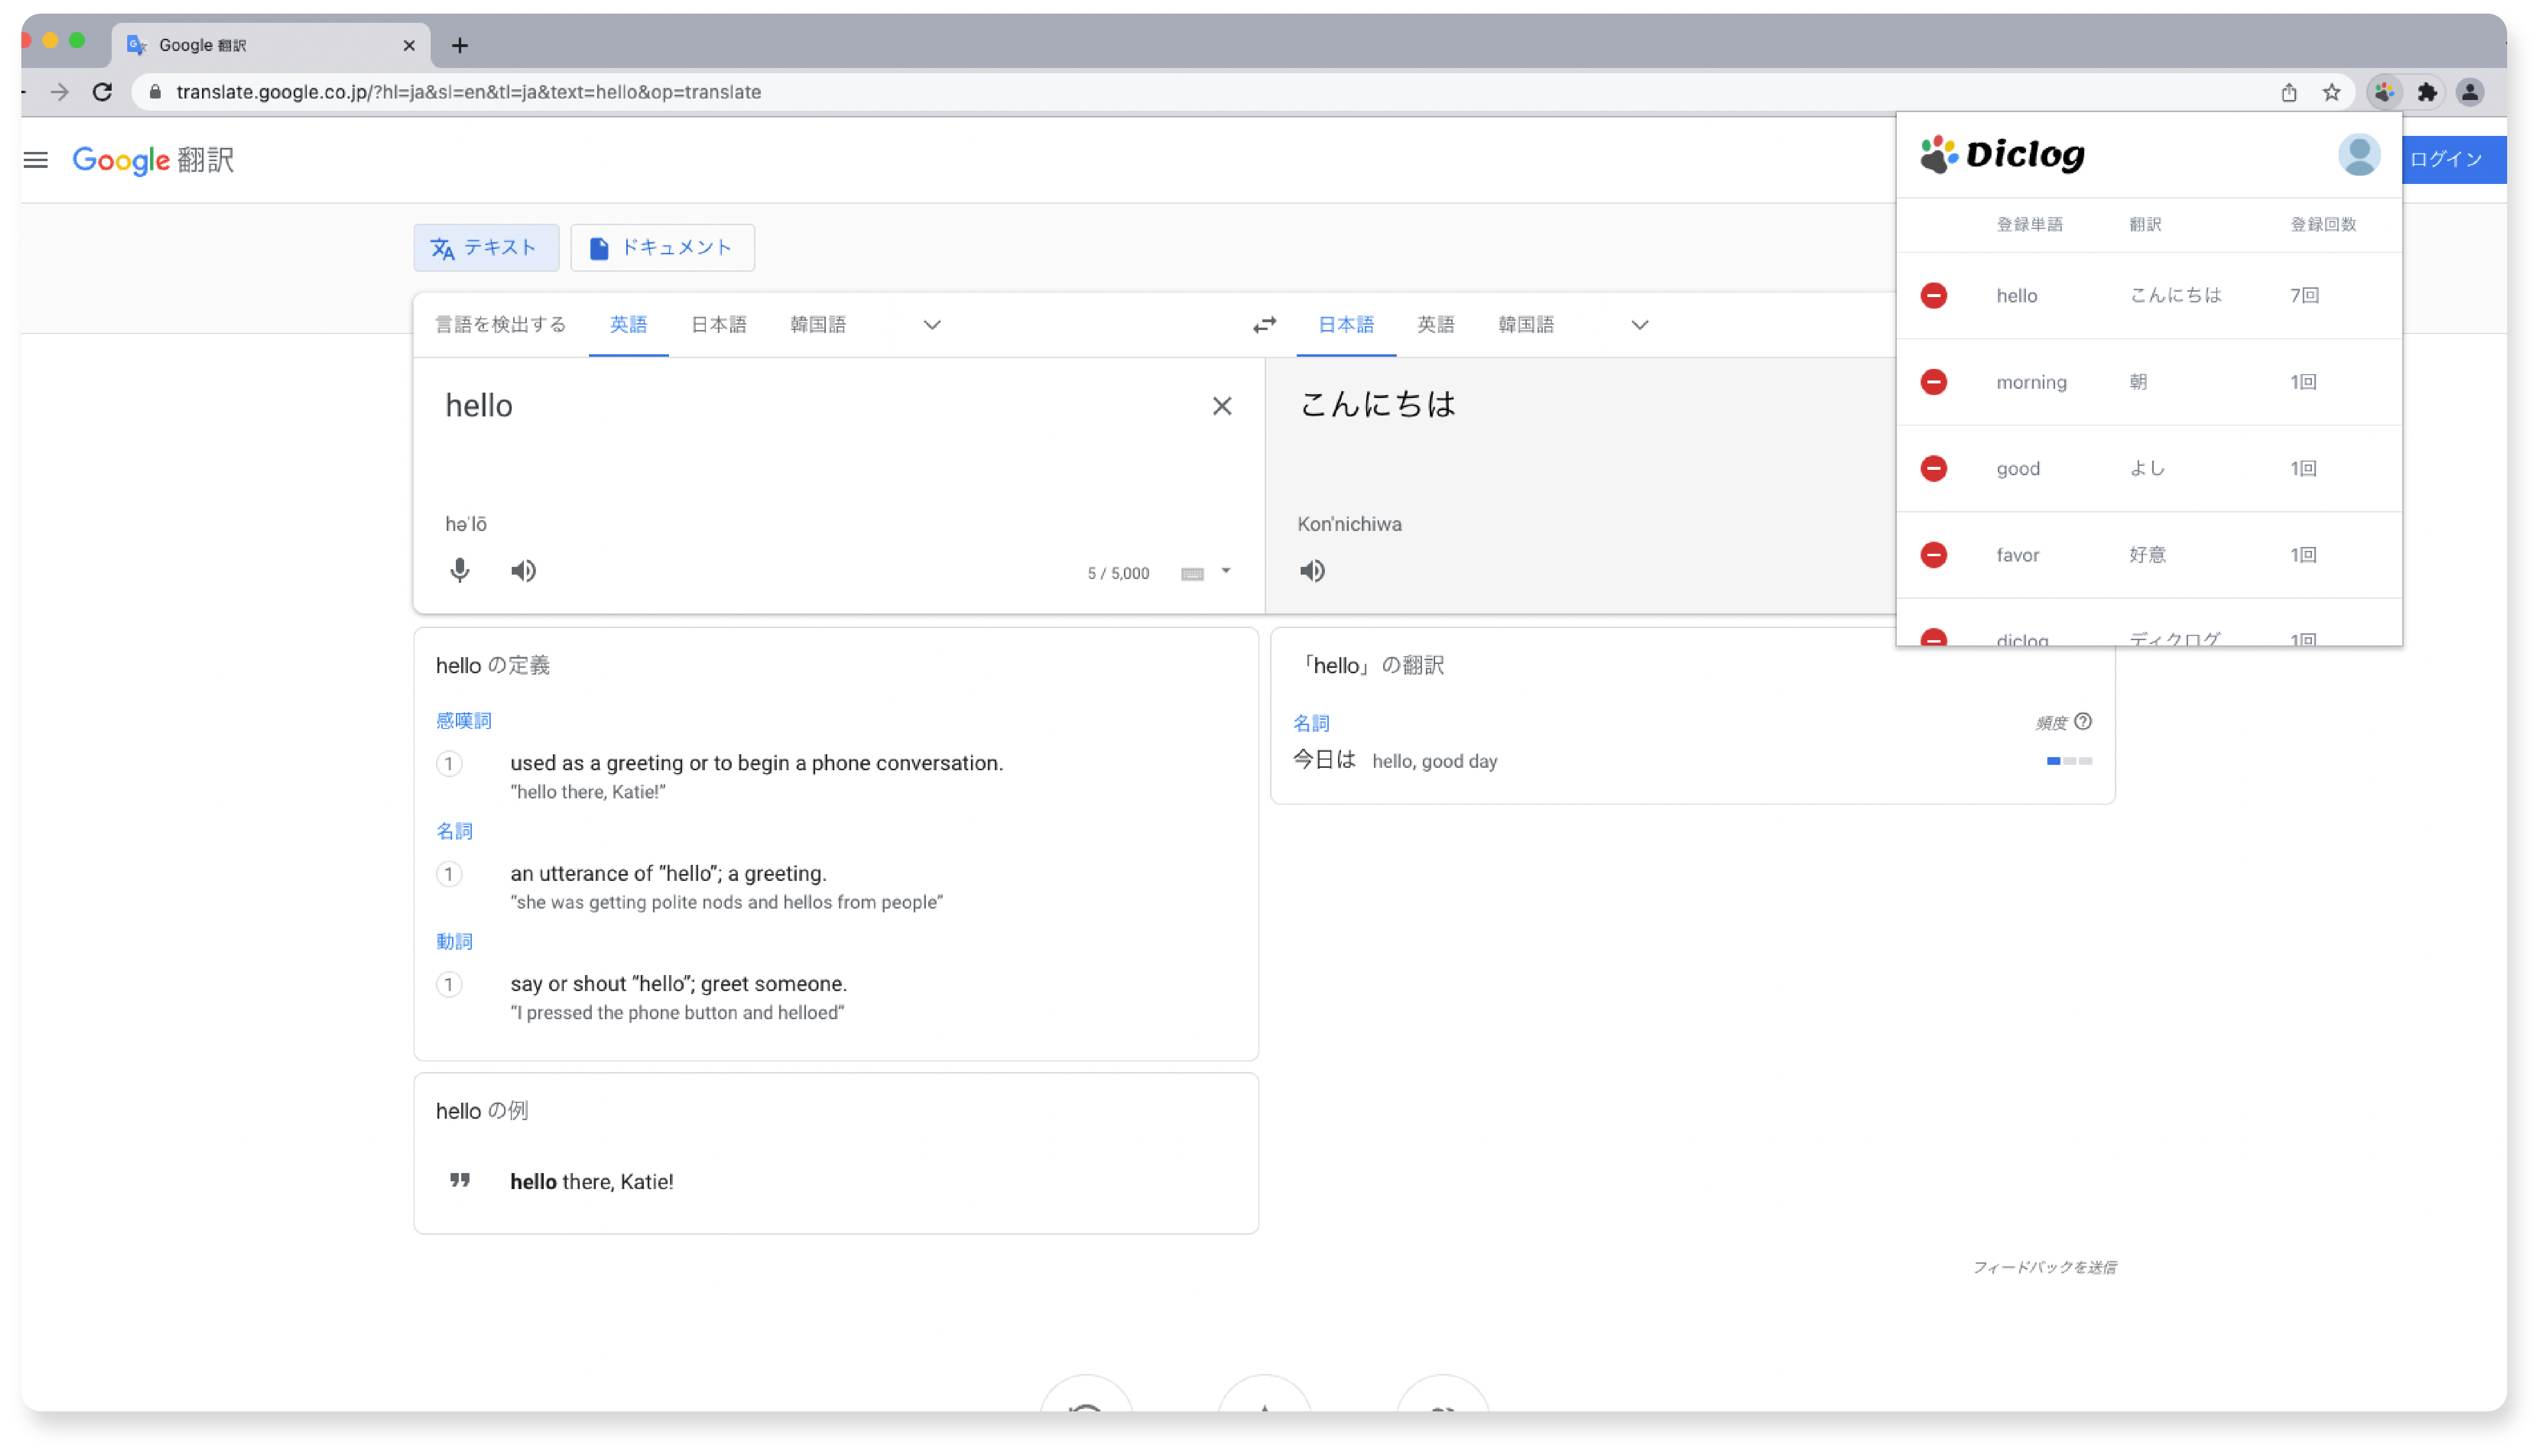 Google 翻訳
translate.google.co.jp/?hl=ja&sl=en&tl=ja&text=hello&op=translate
Google 翻訳
ログイン
テキスト
ドキュメント
言語を検出する 英語 日本語 韓国語
日本語 英語 韓国語
hello
こんにちは
həˈlō
Kon'nichiwa
5 / 5,000
hello の定義
感嘆詞
1 used as a greeting or to begin a phone conversation.
“hello there, Katie!”
名詞
1 an utterance of “hello”; a greeting.
“she was getting polite nods and hellos from people”
動詞
1 say or shout “hello”; greet someone.
“I pressed the phone button and helloed”
hello の例
hello there, Katie!
「hello」の翻訳
名詞 頻度
今日は hello, good day
フィードバックを送信
Diclog
登録単語 翻訳 登録回数
hello こんにちは 7回
morning 朝 1回
good よし 1回
favor 好意 1回
diclog ディクログ 1回